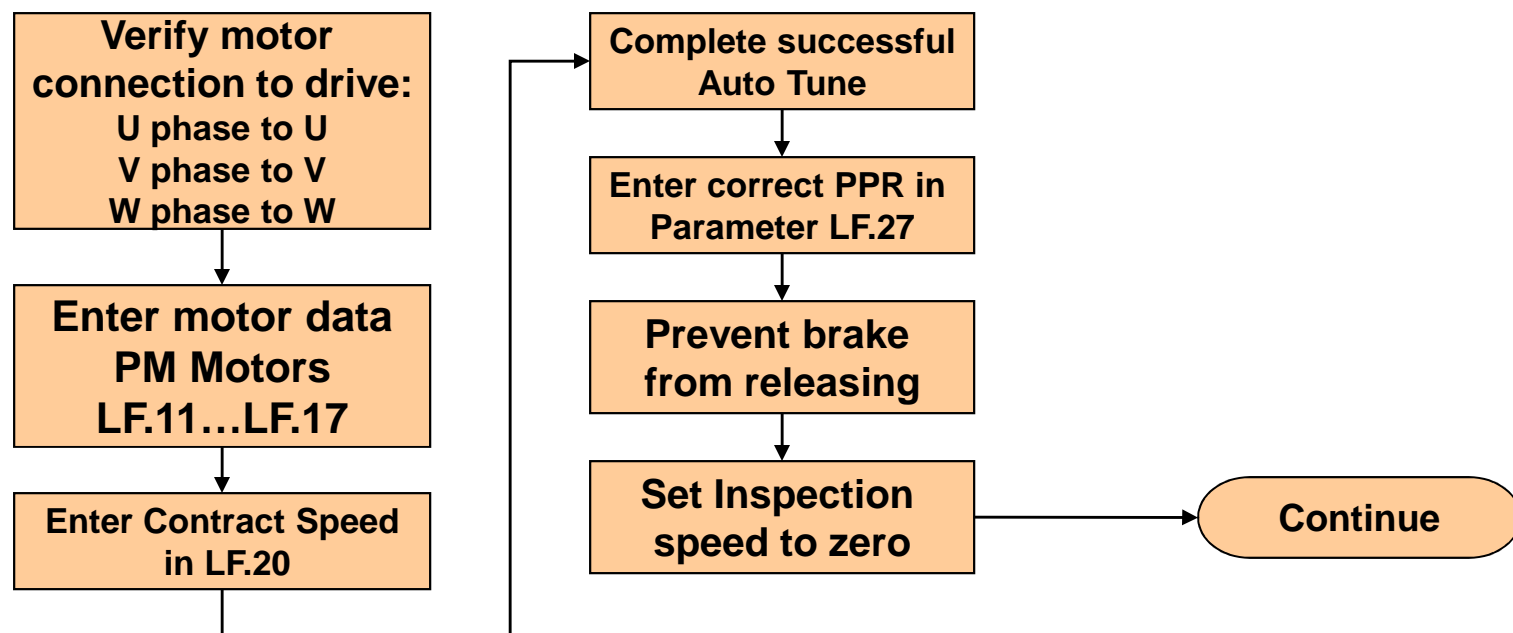 Verify motor
connection to drive:
U phase to U
V phase to V
W phase to W
Enter motor data
PM Motors
LF.11…LF.17
Enter Contract Speed
in LF.20
Complete successful
Auto Tune
Enter correct PPR in
Parameter LF.27
Prevent brake
from releasing
Set Inspection
speed to zero
Continue